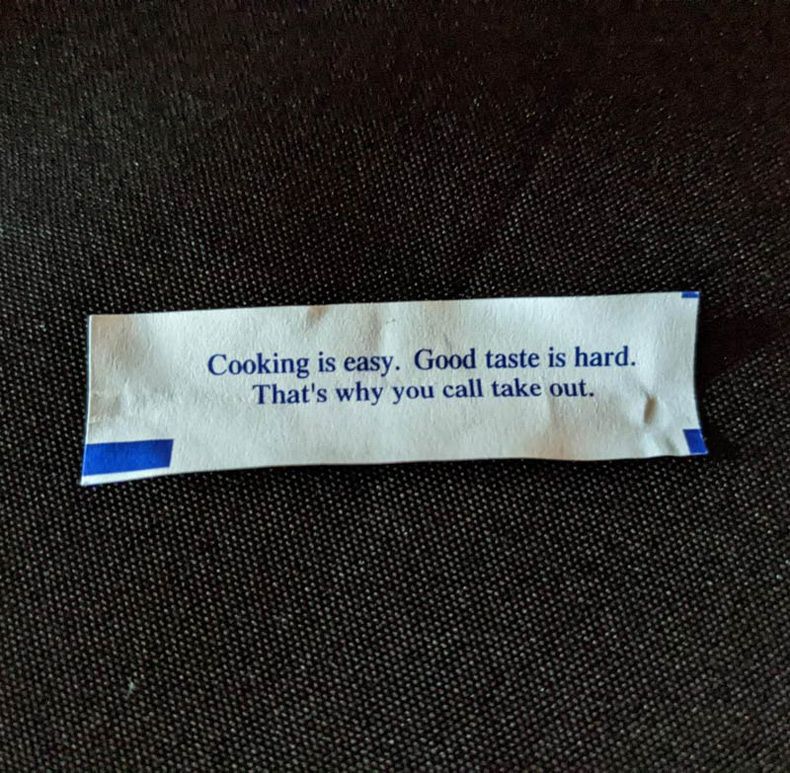 Cooking is easy.  Good taste is hard.
That's why you call take out.